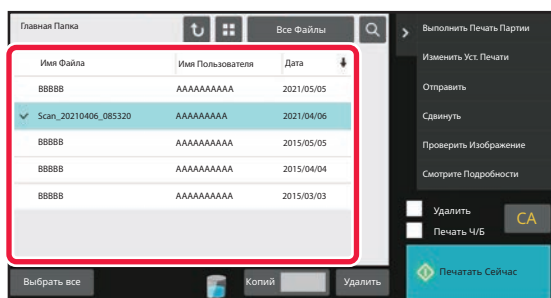 Главная Папка
Все Файлы
Имя Файла Имя Пользователя Дата
BBBBB AAAAAAAAAA 2021/05/05
Scan_20210406_085320 AAAAAAAAA 2021/04/06
BBBBB AAAAAAAAAA 2015/05/05
BBBBB AAAAAAAAAA 2015/04/04
BBBBB AAAAAAAAAA 2015/03/03
Выбрать все
Копий
Удалить
Выполнить Печать Партии
Изменить Уст. Печати
Отправить
Сдвинуть
Проверить Изображение
Смотрите Подробности
Удалить
Печать Ч/Б
CA
Печатать Сейчас